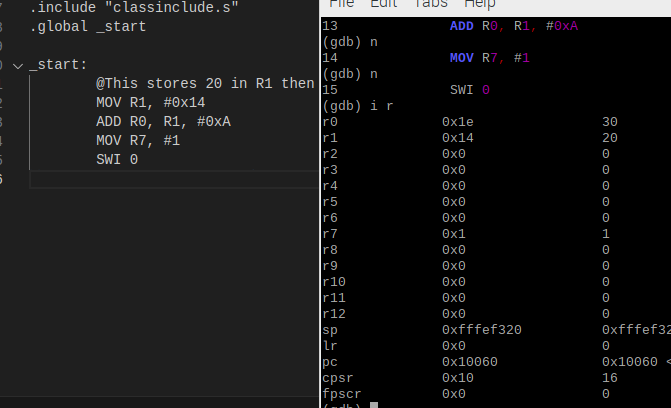 .include "classinclude.s"
.global _start
_start:
@This stores 20 in R1 then
MOV R1, #0x14
ADD R0, R1, #0xA
MOV R7, #1
SWI 0
File Edit Tabs Help
13 ADD R0, R1, #0xA
(gdb) n
14 MOV R7, #1
(gdb) n
15 SWI 0
(gdb) i r
r0 0x1e 30
r1 0x14 20
r2 0x0 0
r3 0x0 0
r4 0x0 0
r5 0x0 0
r6 0x0 0
r7 0x1 1
r8 0x0 0
r9 0x0 0
r10 0x0 0
r11 0x0 0
r12 0x0 0
sp 0xfffef320 0xfffef32
lr 0x0 0
pc 0x10060 0x10060 <
cpsr 0x10 16
fpscr 0x0 0
(gdb)